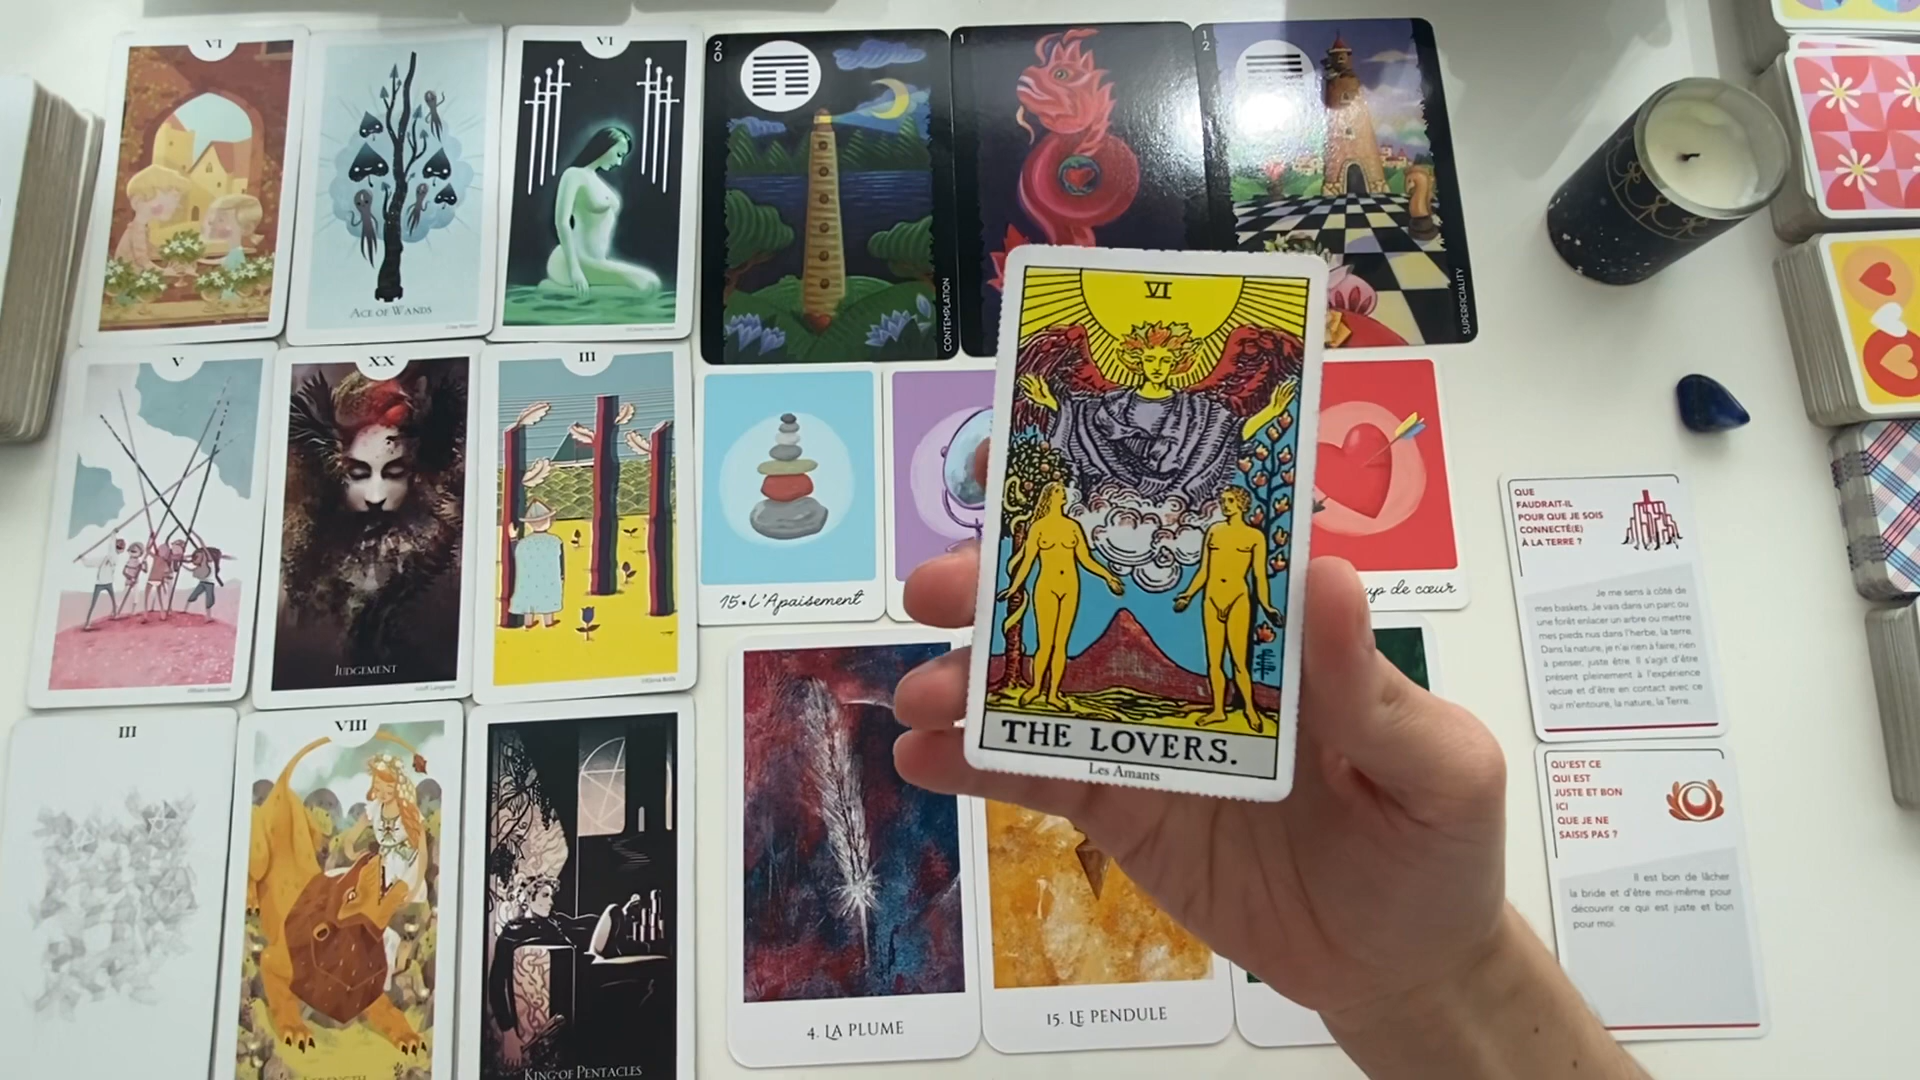 VI
VI
ACE OF WANDS
2
0
CONTEMPLATION
1
1
2
SUPERFICIALITY
V
XX
III
JUDGEMENT
15•L'Apaisement
up de cœur
VI
THE LOVERS.
Les Amants
QUE
FAUDRAIT-IL
POUR QUE JE SOIS
CONNECTÉ(E)
À LA TERRE ?
Je me sens à côté de
mes baskets. Je vais dans un parc ou
une forêt enlacer un arbre ou mettre
mes pieds nus dans l'herbe, la terre.
Dans la nature, je n'ai rien à faire, rien
à penser, juste être. Il s'agit d'être
présent pleinement à l'expérience
vécue et d'être en contact avec ce
qui m'entoure, la nature, la Terre.
III
VIII
STRENGTH
KING OF PENTACLES
4. LA PLUME
15. LE PENDULE
QU'EST CE
QUI EST
JUSTE ET BON
ICI
QUE JE NE
SAISIS PAS ?
Il est bon de lâcher
la bride et d'être moi-même pour
découvrir ce qui est juste et bon
pour moi.